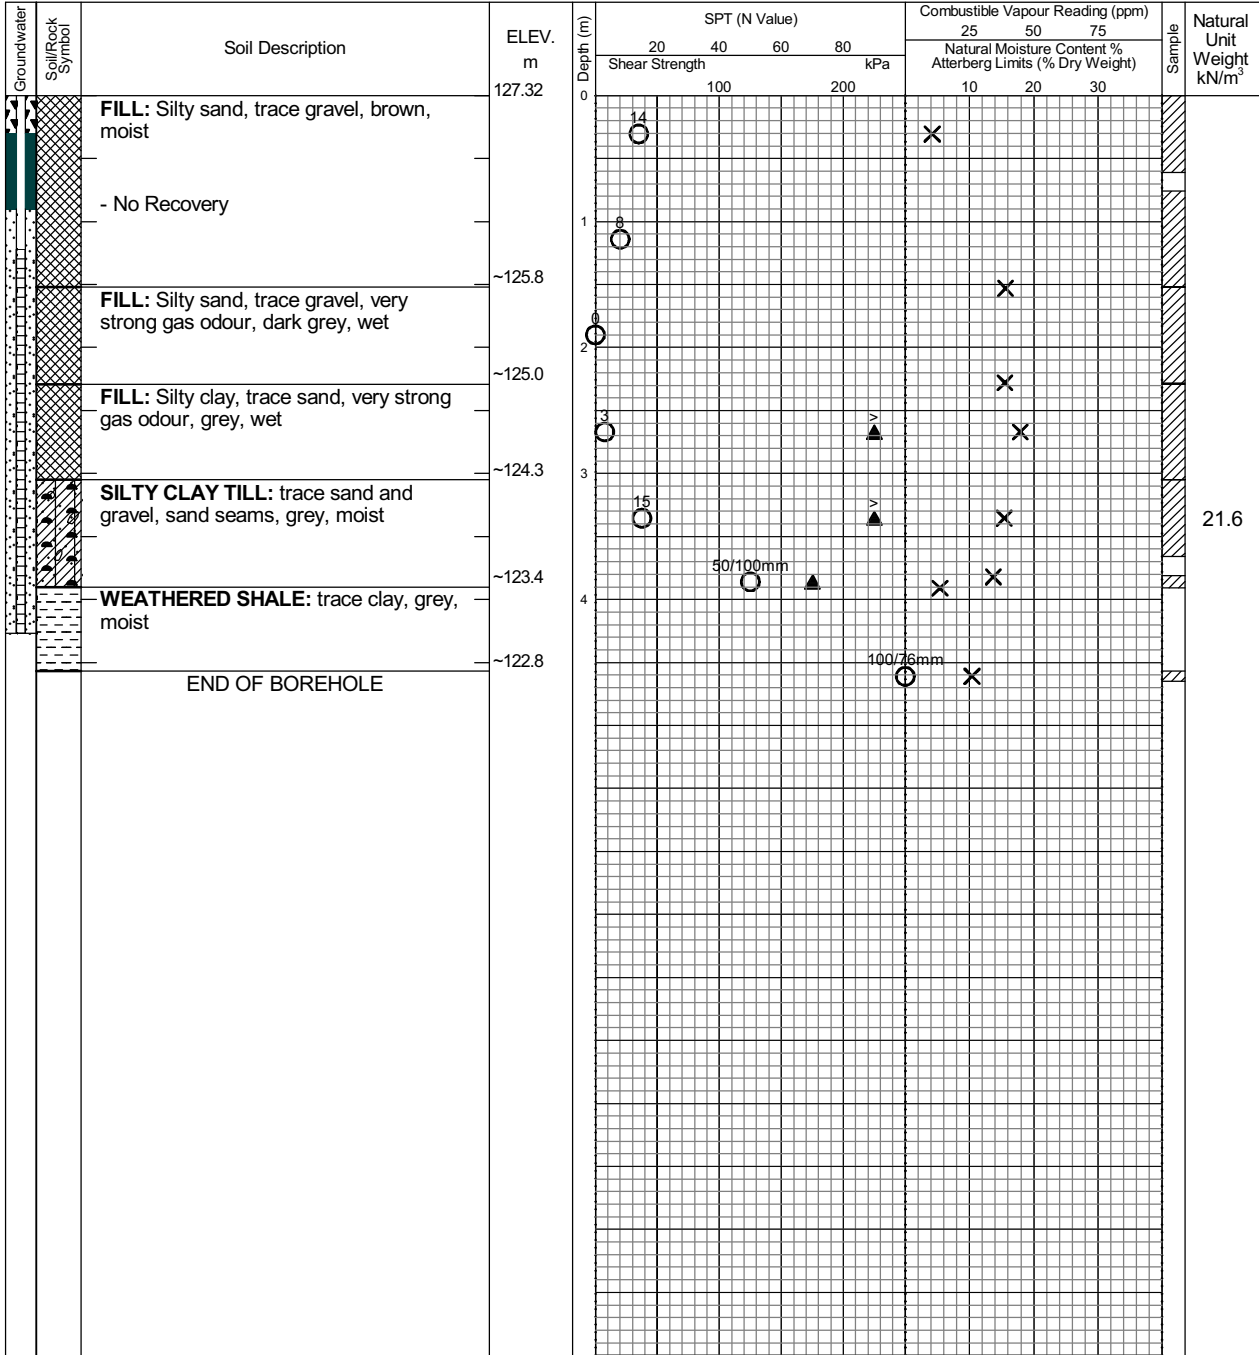 Groundwater
Soil/Rock
Symbol
Soil Description
ELEV.
m
127.32
Depth (m)
SPT (N Value)
20 40 60 80
Shear Strength kPa
100 200
Combustible Vapour Reading (ppm)
25 50 75
Natural Moisture Content %
Atterberg Limits (% Dry Weight)
10 20 30
Sample
Natural
Unit
Weight
kN/m³
0
FILL: Silty sand, trace gravel, brown,
moist
14
- No Recovery
1
8
~125.8
FILL: Silty sand, trace gravel, very
strong gas odour, dark grey, wet
0
2
~125.0
FILL: Silty clay, trace sand, very strong
gas odour, grey, wet
3
>
~124.3
3
SILTY CLAY TILL: trace sand and
gravel, sand seams, grey, moist
15
>
21.6
50/100mm
~123.4
WEATHERED SHALE: trace clay, grey,
moist
4
~122.8
100/76mm
END OF BOREHOLE